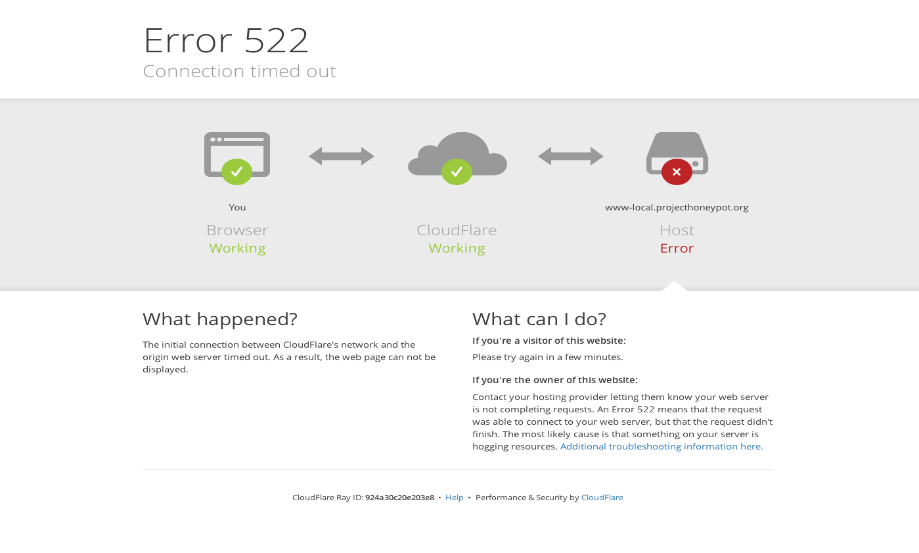 Error 522
Connection timed out
You
Browser
Working
CloudFlare
Working
www-local.projecthoneypot.org
Host
Error
What happened?
The initial connection between CloudFlare's network and the
origin web server timed out. As a result, the web page can not be
displayed.
What can I do?
If you're a visitor of this website:
Please try again in a few minutes.
If you're the owner of this website:
Contact your hosting provider letting them know your web server
is not completing requests. An Error 522 means that the request
was able to connect to your web server, but that the request didn't
finish. The most likely cause is that something on your server is
hogging resources. Additional troubleshooting information here.
CloudFlare Ray ID: 924a30c20e203e8 • Help • Performance & Security by CloudFlare